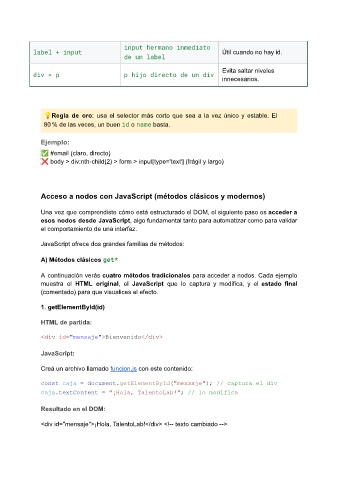 label + input
input hermano inmediato de un label
Útil cuando no hay id.
div > p
p hijo directo de un div
Evita saltar niveles innecesarios.
💡Regla de oro: usa el selector más corto que sea a la vez único y estable. El
80 % de las veces, un buen id o name basta.
Ejemplo:
✅ #email (claro, directo)
❌ body > div:nth-child(2) > form > input[type='text'] (frágil y largo)
Acceso a nodos con JavaScript (métodos clásicos y modernos)
Una vez que comprendiste cómo está estructurado el DOM, el siguiente paso es acceder a
esos nodos desde JavaScript, algo fundamental tanto para automatizar como para validar
el comportamiento de una interfaz.
JavaScript ofrece dos grandes familias de métodos:
A) Métodos clásicos get*
A continuación verás cuatro métodos tradicionales para acceder a nodos. Cada ejemplo
muestra el HTML original, el JavaScript que lo captura y modifica, y el estado final
(comentado) para que visualices el efecto.
1. getElementById(id)
HTML de partida:
<div id="mensaje">Bienvenido</div>
JavaScript:
Creá un archivo llamado funcion.js con este contenido:
const caja = document.getElementById("mensaje"); // captura el div
caja.textContent = "¡Hola, TalentoLab!"; // lo modifica
Resultado en el DOM:
<div id="mensaje">¡Hola, TalentoLab!</div> <!-- texto cambiado -->